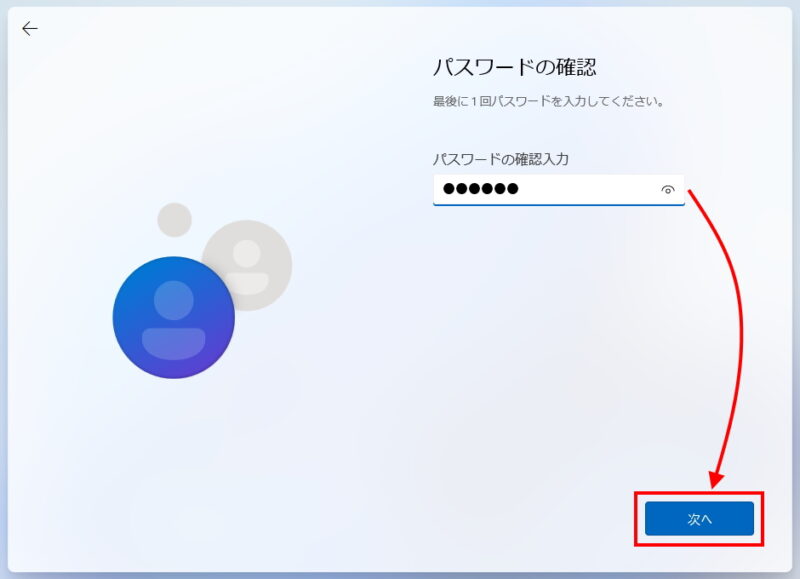 パスワードの確認
最後に1回パスワードを入力してください。
パスワードの確認入力
●●●●●●
次へ